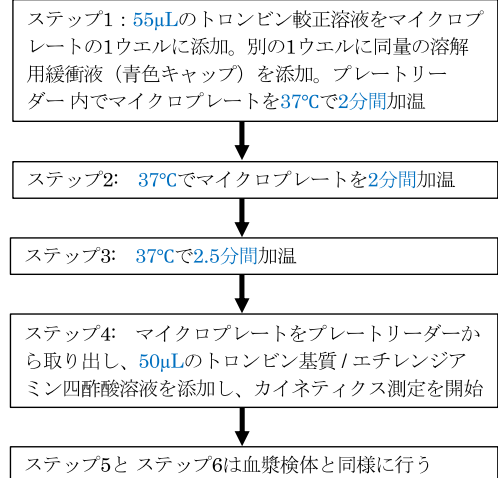 ステップ1：55μLのトロンビン較正溶液をマイクロプ
レートの1ウエルに添加。別の1ウエルに同量の溶解
用緩衝液（青色キャップ）を添加。プレートリー
ダー 内でマイクロプレートを37℃で2分間加温
ステップ2:　37℃でマイクロプレートを2分間加温
ステップ3:　37℃で2.5分間加温
ステップ4:　マイクロプレートをプレートリーダーか
ら取り出し、50μLのトロンビン基質 / エチレンジア
ミン四酢酸溶液を添加し、カイネティクス測定を開始
ステップ5と ステップ6は血漿検体と同様に行う